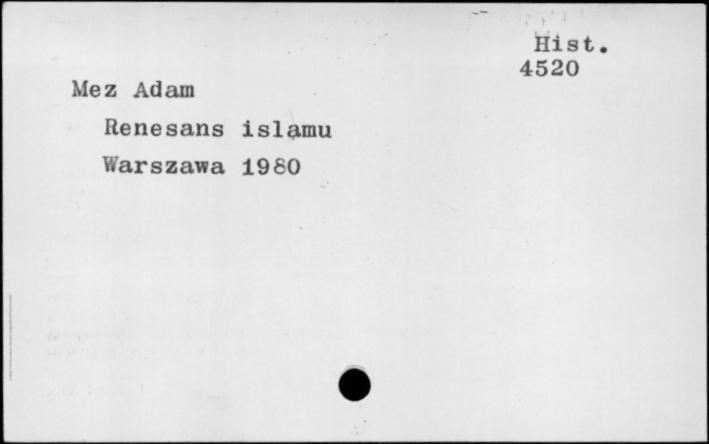 Hist.
4520
Mez Adam
Renesans islamu
Warszawa 1980